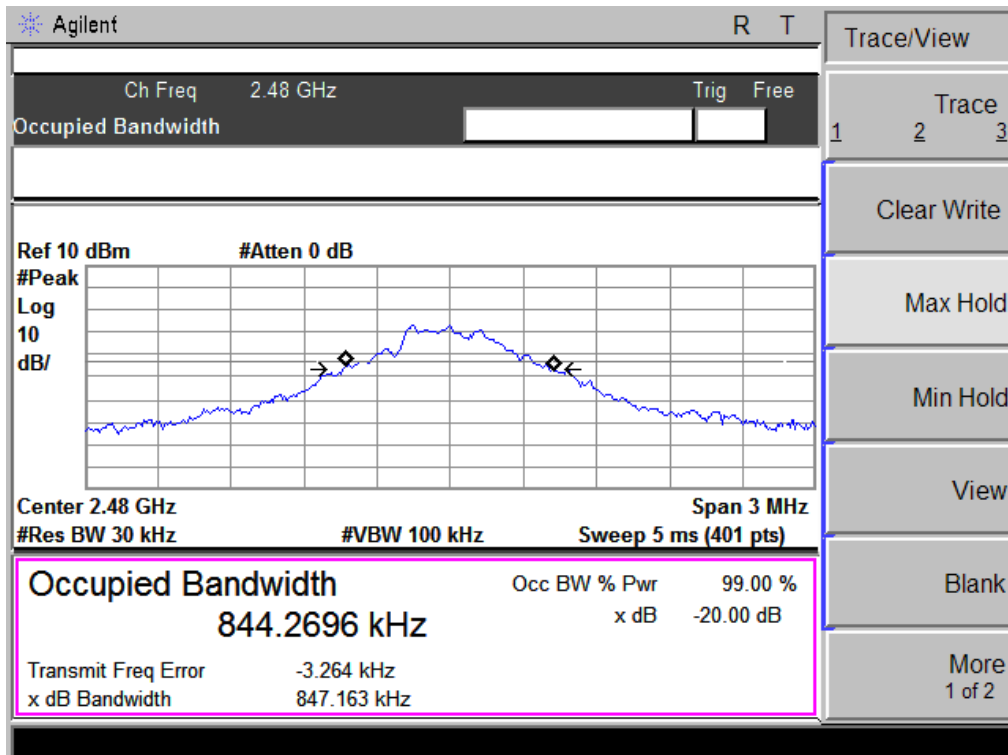 Agilent R T
Ch Freq 2.48 GHz Trig Free
Occupied Bandwidth
Ref 10 dBm #Atten 0 dB
#Peak
Log
10
dB/
Center 2.48 GHz Span 3 MHz
#Res BW 30 kHz #VBW 100 kHz Sweep 5 ms (401 pts)
Occupied Bandwidth Occ BW % Pwr 99.00 %
844.2696 kHz x dB -20.00 dB
Transmit Freq Error -3.264 kHz
x dB Bandwidth 847.163 kHz
Trace/View
Trace
1 2 3
Clear Write
Max Hold
Min Hold
View
Blank
More
1 of 2